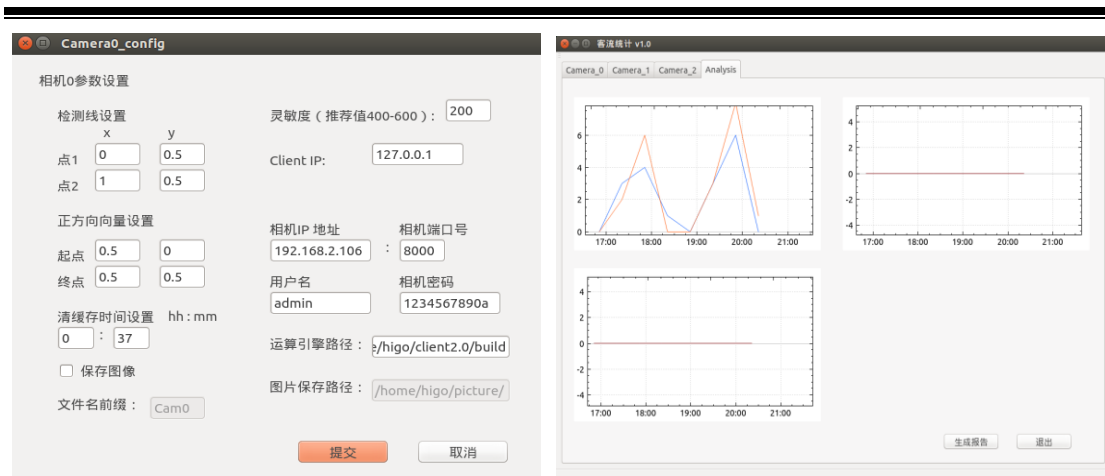 Camera0_config
相机0参数设置
检测线设置
x y
点1 0 0.5
点2 1 0.5
正方向向量设置
起点 0.5 0
终点 0.5 0.5
清缓存时间设置 hh : mm
0 : 37
保存图像
文件名前缀： Cam0
灵敏度（推荐值400-600）： 200
Client IP: 127.0.0.1
相机IP 地址 相机端口号
192.168.2.106 : 8000
用户名 相机密码
admin 1234567890a
运算引擎路径： e/higo/client2.0/build
图片保存路径： /home/higo/picture/
提交 取消
客流统计 v1.0
Camera_0 Camera_1 Camera_2 Analysis
6
4
2
0
17:00 18:00 19:00 20:00 21:00
4
2
0
-2
-4
17:00 18:00 19:00 20:00 21:00
4
2
0
-2
-4
17:00 18:00 19:00 20:00 21:00
生成报告 退出